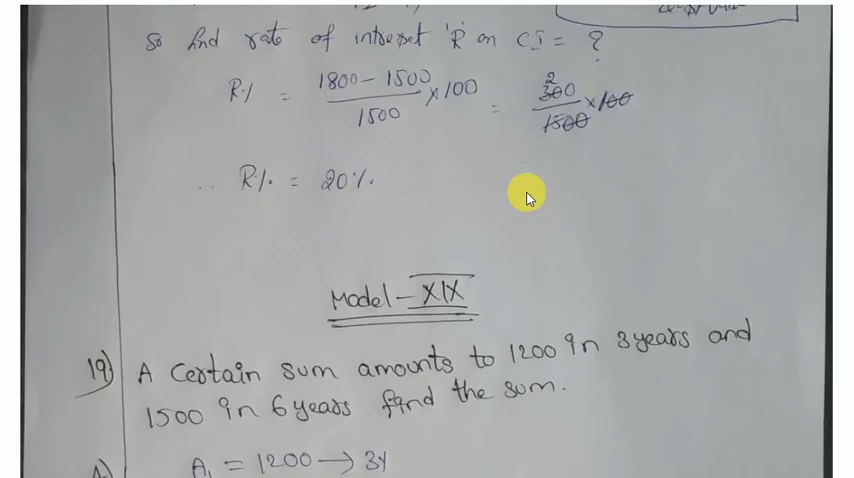 So find rate of intrest 'R' on CI = ?
R% = 1800 - 1500 / 1500 × 100 = 2 300 / 1500 × 100
∴ R% = 20%.
Model - XIX
19) A Certain sum amounts to 1200 in 3 years and
1500 in 6 years find the sum.
A) A₁ = 1200 → 3Y